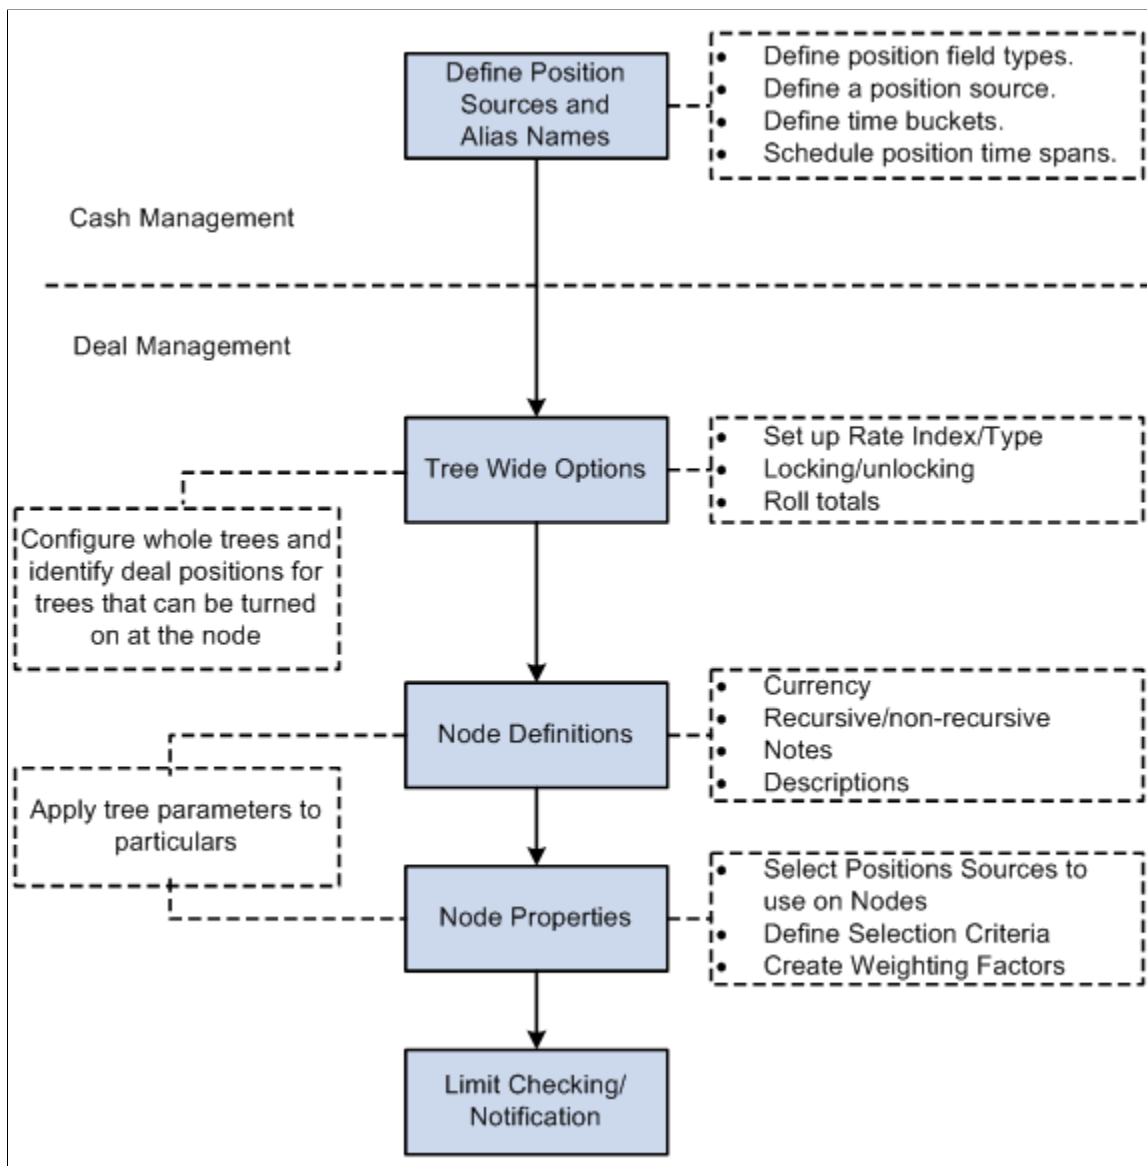 Define Position
Sources and
Alias Names
• Define position field types.
• Define a position source.
• Define time buckets.
• Schedule position time spans.
Cash Management
Deal Management
Tree Wide Options
• Set up Rate Index/Type
• Locking/unlocking
• Roll totals
Configure whole trees and
identify deal positions for
trees that can be turned
on at the node
Node Definitions
• Currency
• Recursive/non-recursive
• Notes
• Descriptions
Apply tree parameters to
particulars
Node Properties
• Select Positions Sources to
use on Nodes
• Define Selection Criteria
• Create Weighting Factors
Limit Checking/
Notification